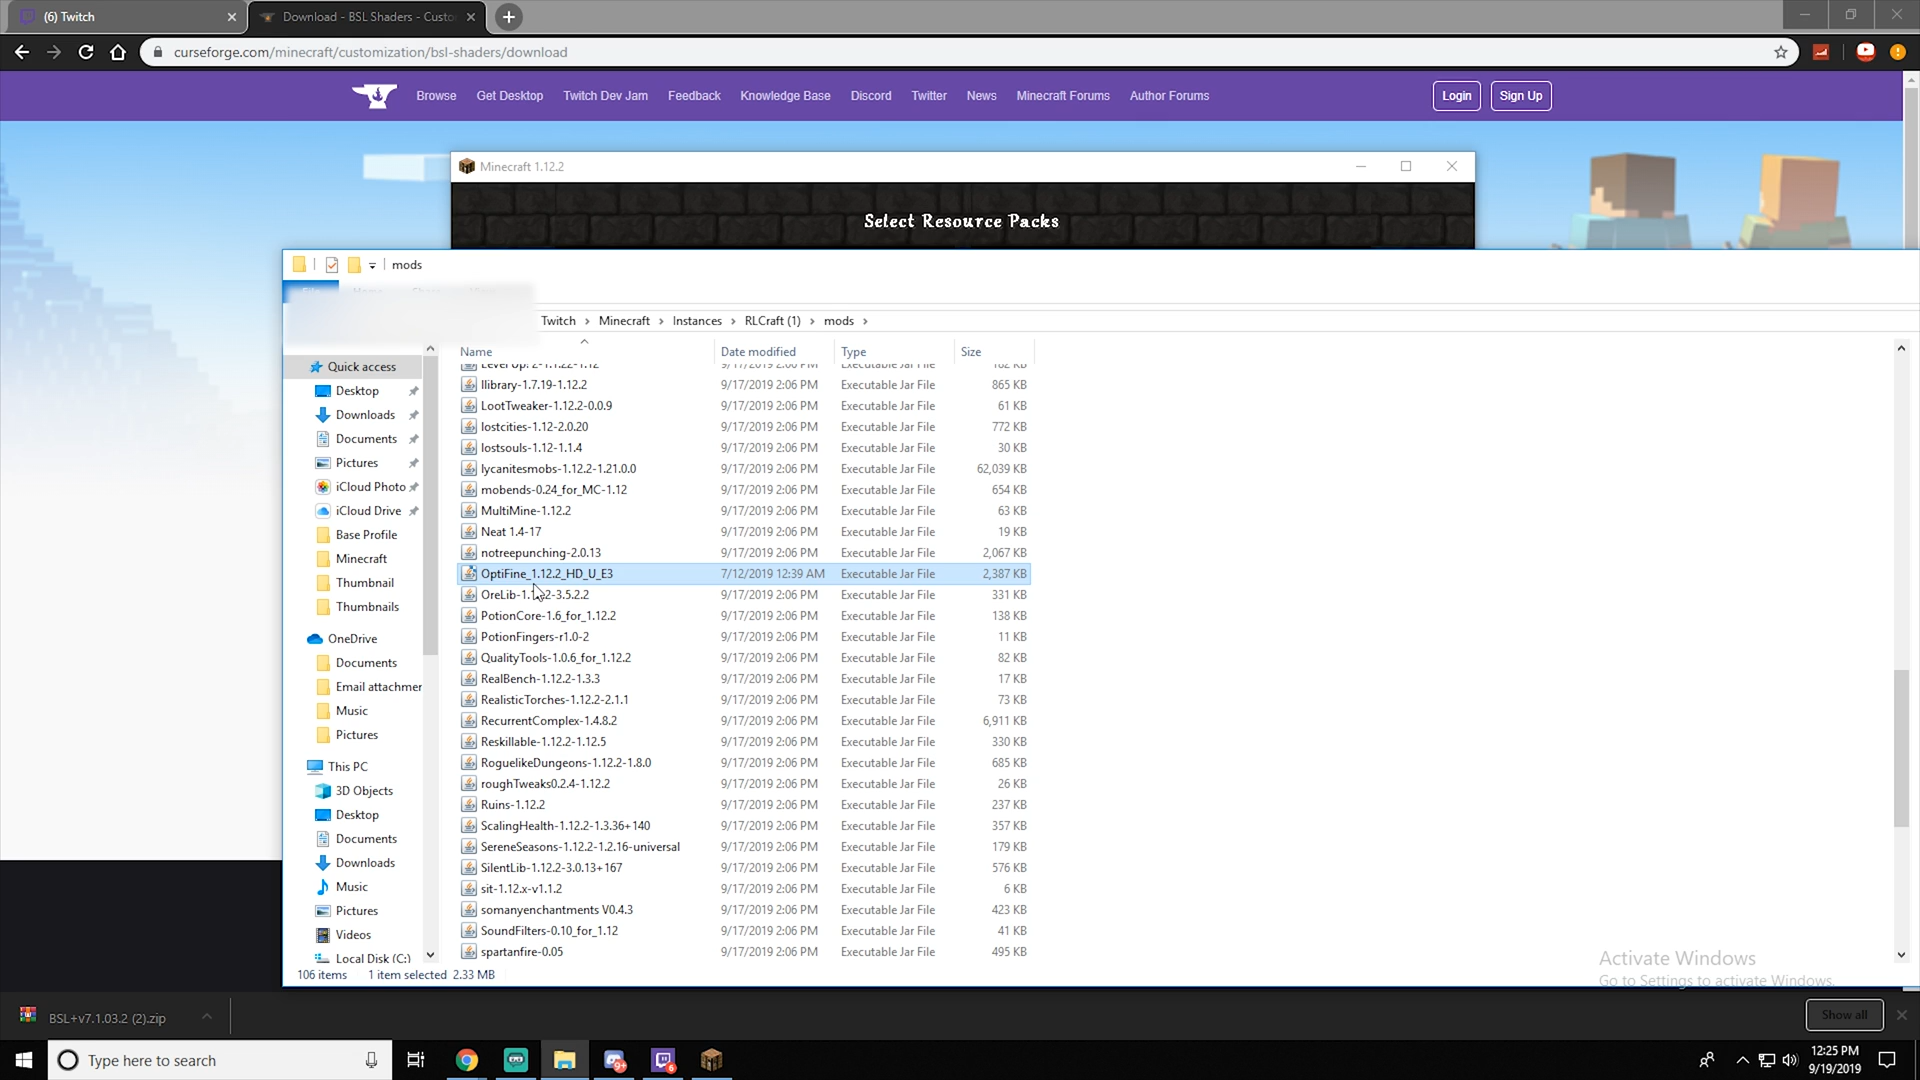 (6) Twitch
Download - BSL Shaders - Custo
curseforge.com/minecraft/customization/bsl-shaders/download
Browse Get Desktop Twitch Dev Jam Feedback Knowledge Base Discord Twitter News Minecraft Forums Author Forums Login Sign Up
Minecraft 1.12.2
Select Resource Packs
mods
Twitch > Minecraft > Instances > RLCraft (1) > mods >
Name Date modified Type Size
llibrary-1.7.19-1.12.2 9/17/2019 2:06 PM Executable Jar File 865 KB
LootTweaker-1.12.2-0.0.9 9/17/2019 2:06 PM Executable Jar File 61 KB
lostcities-1.12-2.0.20 9/17/2019 2:06 PM Executable Jar File 772 KB
lostsouls-1.12-1.1.4 9/17/2019 2:06 PM Executable Jar File 30 KB
lycanitesmobs-1.12.2-1.21.0.0 9/17/2019 2:06 PM Executable Jar File 62,039 KB
mobends-0.24_for_MC-1.12 9/17/2019 2:06 PM Executable Jar File 654 KB
MultiMine-1.12.2 9/17/2019 2:06 PM Executable Jar File 63 KB
Neat 1.4-17 9/17/2019 2:06 PM Executable Jar File 19 KB
notreepunching-2.0.13 9/17/2019 2:06 PM Executable Jar File 2,067 KB
OptiFine_1.12.2_HD_U_E3 7/12/2019 12:39 AM Executable Jar File 2,387 KB
9/17/2019 2:06 PM Executable Jar File 331 KB
PotionCore-1.6_for_1.12.2 9/17/2019 2:06 PM Executable Jar File 138 KB
PotionFingers-r1.0-2 9/17/2019 2:06 PM Executable Jar File 11 KB
QualityTools-1.0.6_for_1.12.2 9/17/2019 2:06 PM Executable Jar File 82 KB
RealBench-1.12.2-1.3.3 9/17/2019 2:06 PM Executable Jar File 17 KB
RealisticTorches-1.12.2-2.1.1 9/17/2019 2:06 PM Executable Jar File 73 KB
RecurrentComplex-1.4.8.2 9/17/2019 2:06 PM Executable Jar File 6,911 KB
Reskillable-1.12.2-1.12.5 9/17/2019 2:06 PM Executable Jar File 330 KB
RoguelikeDungeons-1.12.2-1.8.0 9/17/2019 2:06 PM Executable Jar File 685 KB
roughTweaks0.2.4-1.12.2 9/17/2019 2:06 PM Executable Jar File 26 KB
Ruins-1.12.2 9/17/2019 2:06 PM Executable Jar File 237 KB
ScalingHealth-1.12.2-1.3.36+140 9/17/2019 2:06 PM Executable Jar File 357 KB
SereneSeasons-1.12.2-1.2.16-universal 9/17/2019 2:06 PM Executable Jar File 179 KB
SilentLib-1.12.2-3.0.13+167 9/17/2019 2:06 PM Executable Jar File 576 KB
sit-1.12.x-v1.1.2 9/17/2019 2:06 PM Executable Jar File 6 KB
somanyenchantments V0.4.3 9/17/2019 2:06 PM Executable Jar File 423 KB
SoundFilters-0.10_for_1.12 9/17/2019 2:06 PM Executable Jar File 41 KB
spartanfire-0.05 9/17/2019 2:06 PM Executable Jar File 495 KB
Quick access
Desktop
Downloads
Documents
Pictures
iCloud Photo
iCloud Drive
Base Profile
Minecraft
Thumbnail
Thumbnails
OneDrive
Documents
Email attachmer
Music
Pictures
This PC
3D Objects
Desktop
Documents
Downloads
Music
Pictures
Videos
Local Disk (C:)
106 items 1 item selected 2.33 MB
Activate Windows
Go to Settings to activate Windows.
BSL+v7.1.03.2 (2).zip
Show all
Type here to search
12:25 PM
9/19/2019